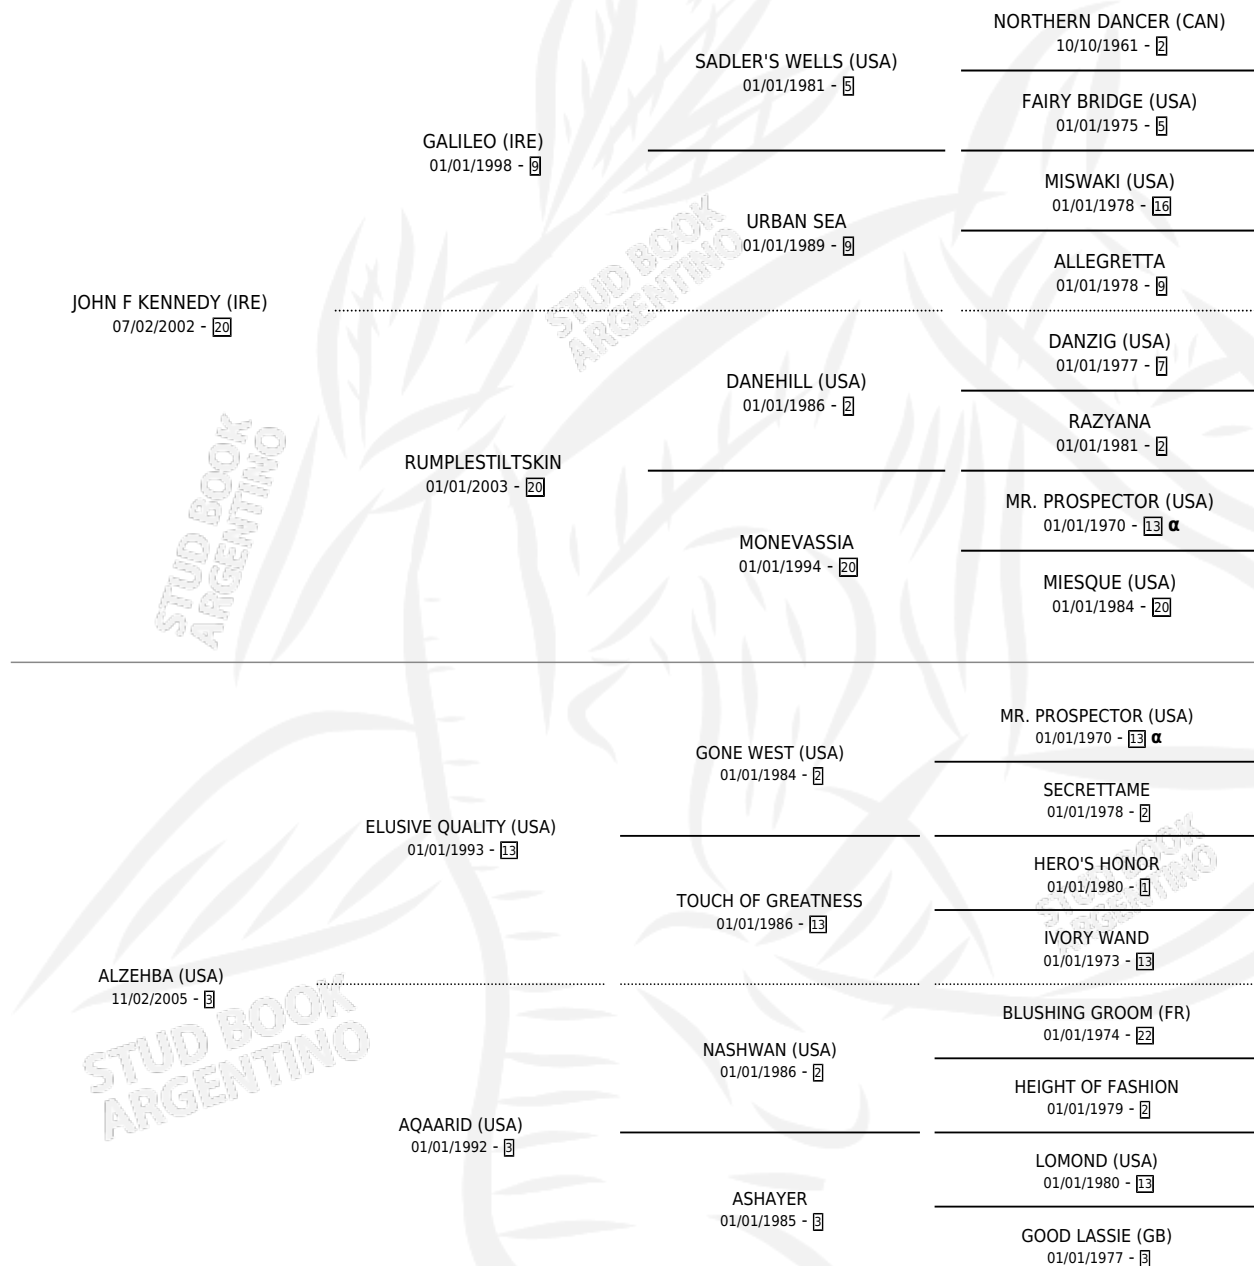 NORTHERN DANCER (CAN)
10/10/1961 - 2
SADLER'S WELLS (USA)
01/01/1981 - 5
FAIRY BRIDGE (USA)
01/01/1975 - 5
GALILEO (IRE)
01/01/1998 - 9
MISWAKI (USA)
01/01/1978 - 16
URBAN SEA
01/01/1989 - 9
ALLEGRETTA
01/01/1978 - 9
JOHN F KENNEDY (IRE)
07/02/2002 - 20
DANZIG (USA)
01/01/1977 - 7
DANEHILL (USA)
01/01/1986 - 2
RAZYANA
01/01/1981 - 2
RUMPLESTILTSKIN
01/01/2003 - 20
MR. PROSPECTOR (USA)
01/01/1970 - 13 α
MONEVASSIA
01/01/1994 - 20
MIESQUE (USA)
01/01/1984 - 20
MR. PROSPECTOR (USA)
01/01/1970 - 13 α
GONE WEST (USA)
01/01/1984 - 2
SECRETTAME
01/01/1978 - 2
ELUSIVE QUALITY (USA)
01/01/1993 - 13
HERO'S HONOR
01/01/1980 - 1
TOUCH OF GREATNESS
01/01/1986 - 13
IVORY WAND
01/01/1973 - 13
ALZEHBA (USA)
11/02/2005 - 3
BLUSHING GROOM (FR)
01/01/1974 - 22
NASHWAN (USA)
01/01/1986 - 2
HEIGHT OF FASHION
01/01/1979 - 2
AQAARID (USA)
01/01/1992 - 3
LOMOND (USA)
01/01/1980 - 13
ASHAYER
01/01/1985 - 3
GOOD LASSIE (GB)
01/01/1977 - 3
STUD BOOK
ARGENTINO
STUD BOOK
ARGENTINO
STUD BOOK
ARGENTINO
STUD BOOK
ARGENTINO